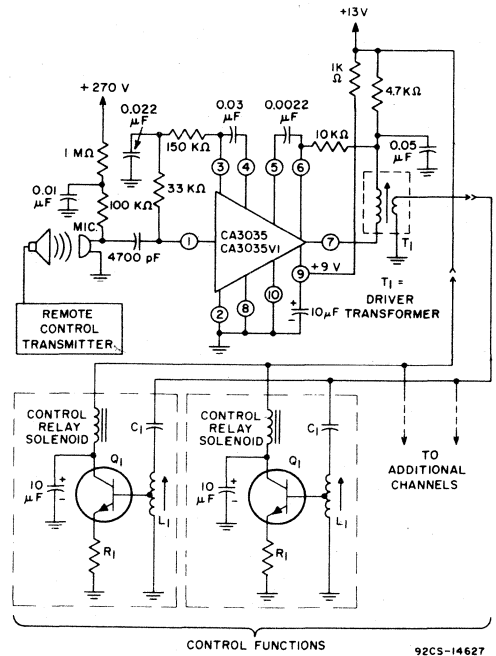 +13V
+270 V
1K
Ω
4.7KΩ
0.022
μF
0.03
μF
0.0022
μF
10KΩ
150 KΩ
0.05
μF
1 MΩ
3
4
5
6
0.01
μF
100 KΩ
33 KΩ
MIC.
CA3035
CA3035V1
1
7
T1
4700 pF
9
+9 V
2
8
10
+
-
10μF
T1 =
DRIVER
TRANSFORMER
REMOTE
CONTROL
TRANSMITTER
CONTROL
RELAY
SOLENOID
C1
CONTROL
RELAY
SOLENOID
C1
TO
ADDITIONAL
CHANNELS
10
μF
+
-
Q1
L1
R1
10
μF
+
-
Q1
L1
R1
CONTROL FUNCTIONS
92CS-14627